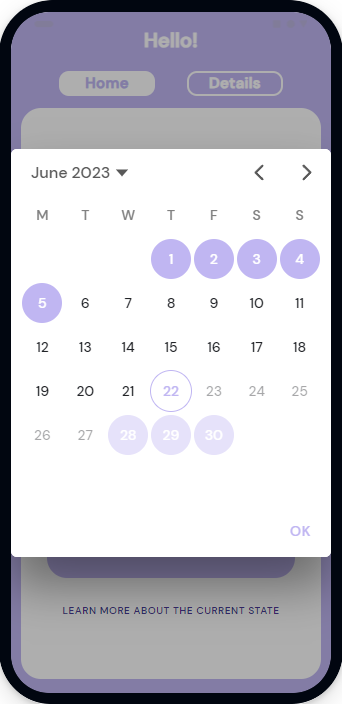 Hello!
Home Details
June 2023
M T W T F S S
1 2 3 4
5 6 7 8 9 10 11
12 13 14 15 16 17 18
19 20 21 22 23 24 25
26 27 28 29 30
OK
LEARN MORE ABOUT THE CURRENT STATE